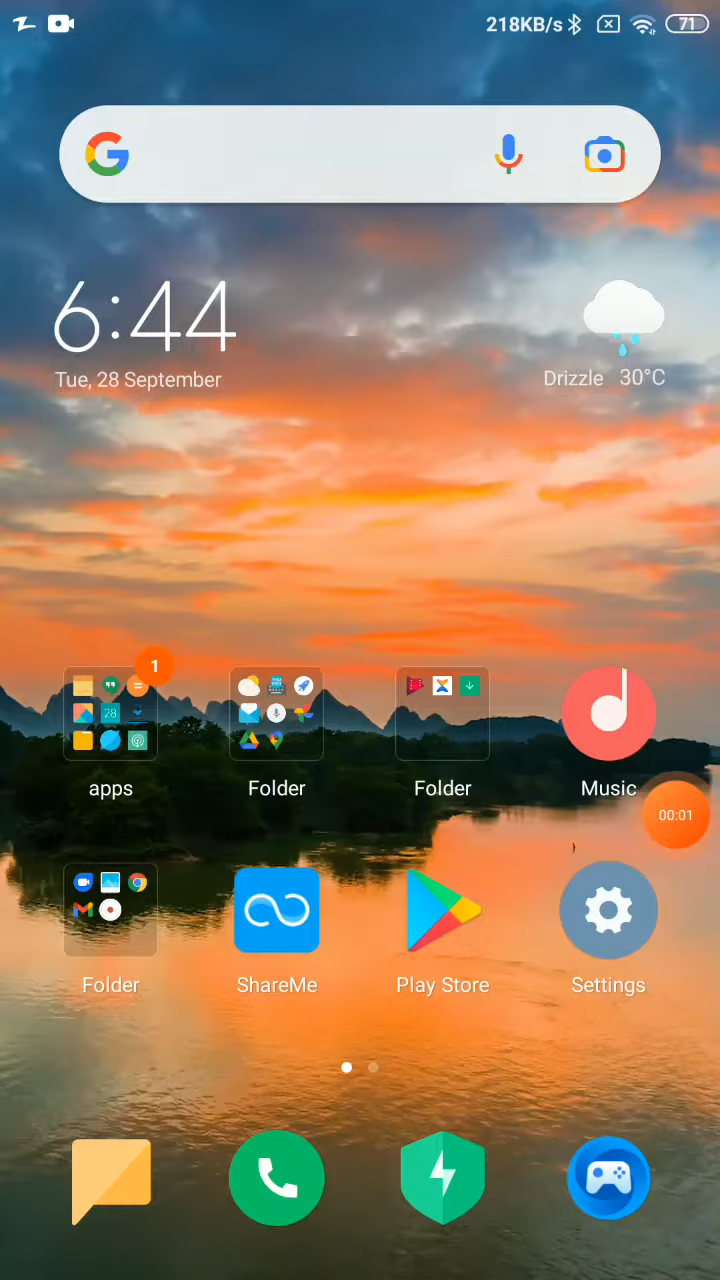 218KB/s 71
6:44
Tue, 28 September
Drizzle 30°C
1
28
apps
Folder
Folder
Music
00:01
Folder
ShareMe
Play Store
Settings